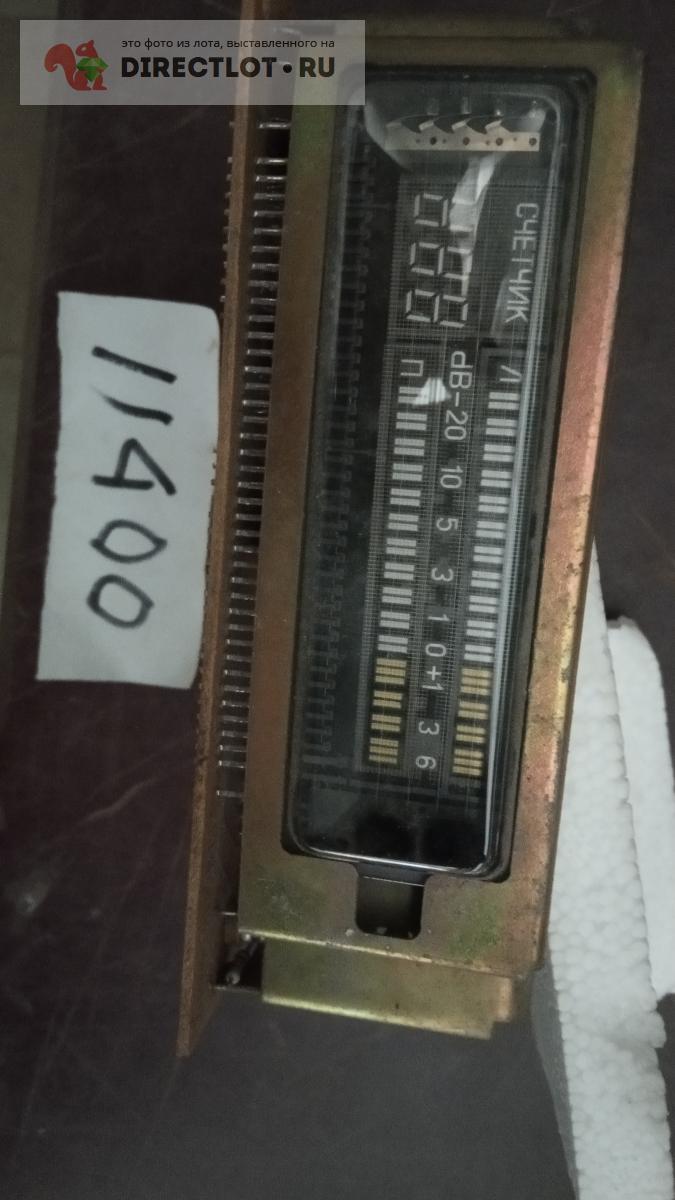 это фото из лота, выставленного на
DIRECTLOT.RU
СЧЕТЧИК
Л
dB-20 10 5 3 1 0 +1 3 6
П
11400